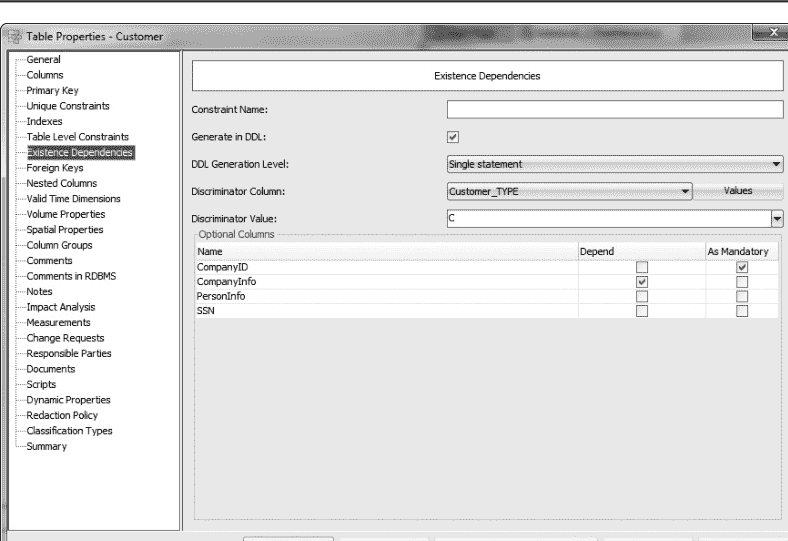 Table Properties - Customer
General
Columns
Primary Key
Unique Constraints
Indexes
Table Level Constraints
Existence Dependencies
Foreign Keys
Nested Columns
Valid Time Dimensions
Volume Properties
Spatial Properties
Column Groups
Comments
Comments in RDBMS
Notes
Impact Analysis
Measurements
Change Requests
Responsible Parties
Documents
Scripts
Dynamic Properties
Redaction Policy
Classification Types
Summary
Existence Dependencies
Constraint Name:
Generate in DDL:
DDL Generation Level: Single statement
Discriminator Column: Customer_TYPE Values
Discriminator Value: C
Optional Columns
Name Depend As Mandatory
CompanyID
CompanyInfo
PersonInfo
SSN